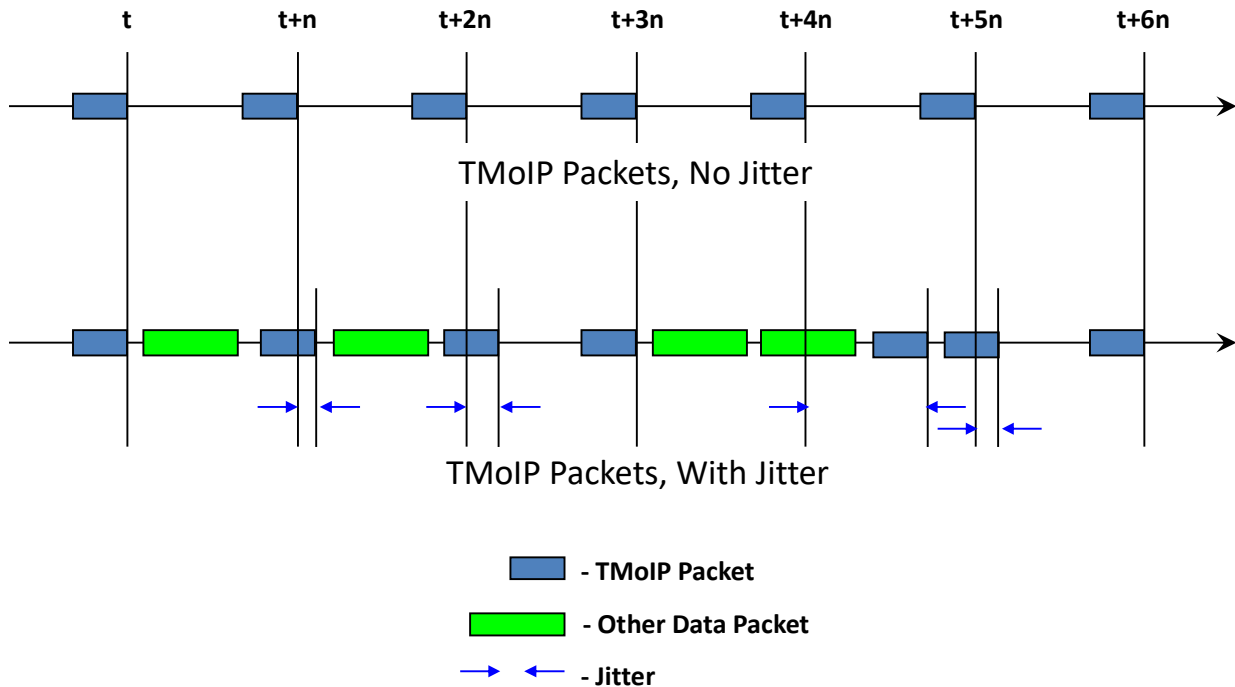 t
t+n
t+2n
t+3n
t+4n
t+5n
t+6n
TMoIP Packets, No Jitter
TMoIP Packets, With Jitter
- TMoIP Packet
- Other Data Packet
- Jitter